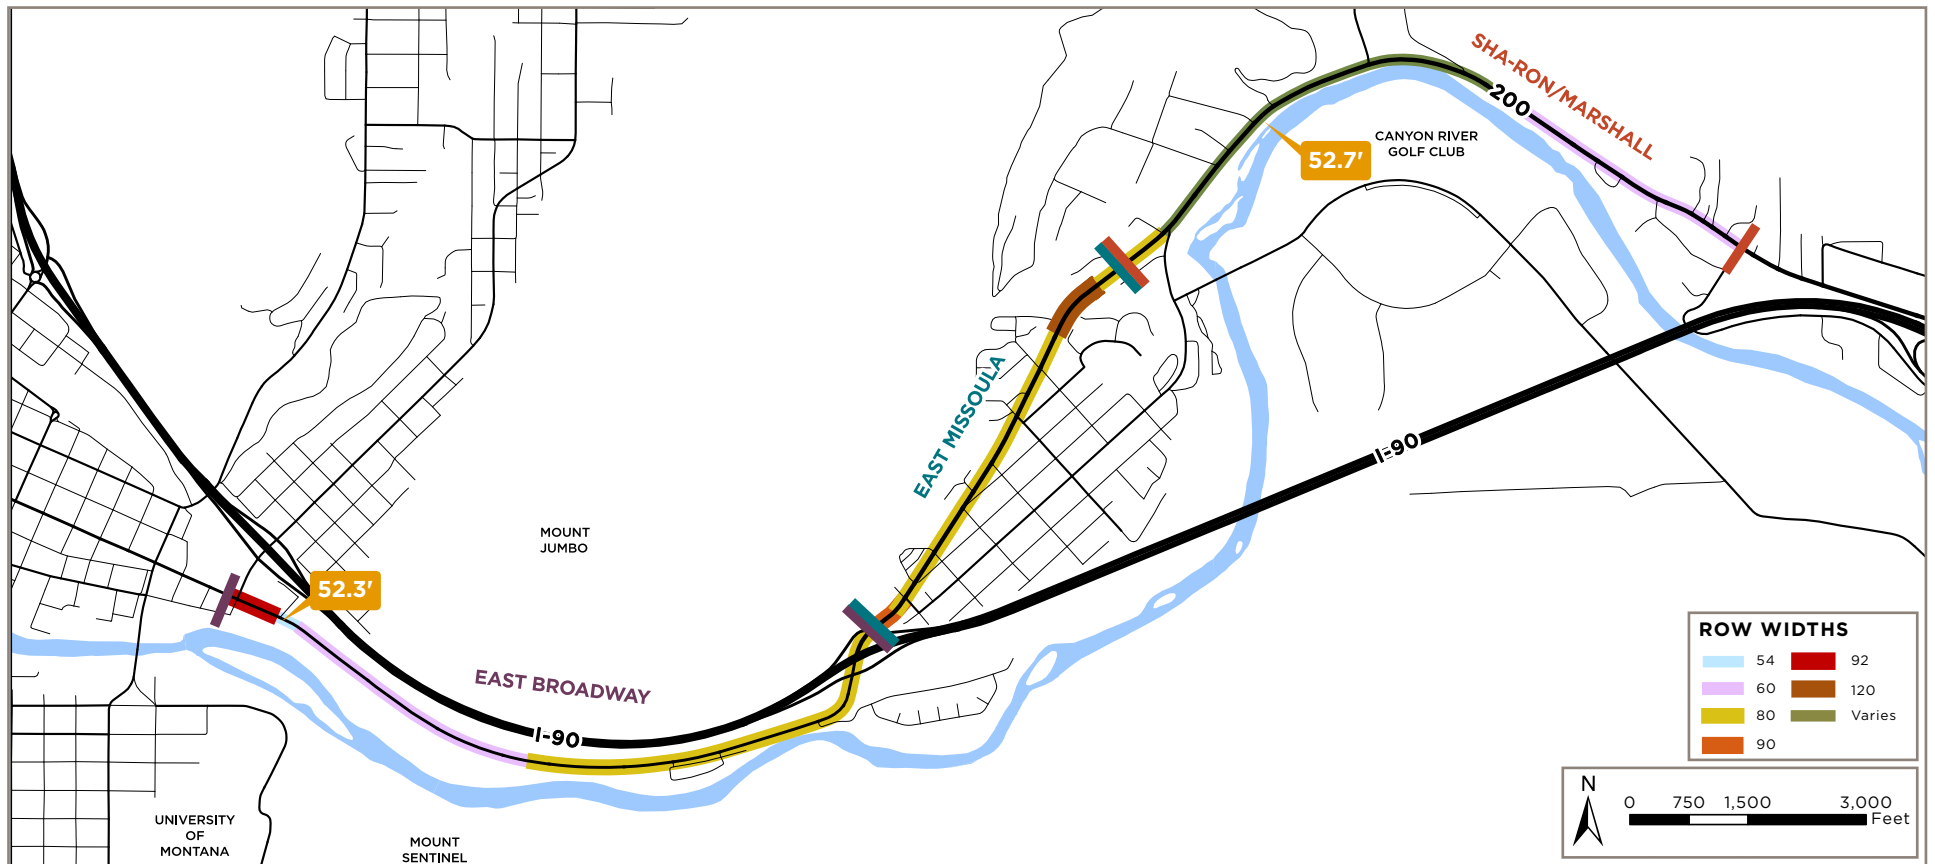 SHA-RON/MARSHALL
200
CANYON RIVER
GOLF CLUB
52.7'
EAST MISSOULA
I-90
MOUNT
JUMBO
52.3'
EAST BROADWAY
I-90
UNIVERSITY
OF
MONTANA
MOUNT
SENTINEL
ROW WIDTHS
54 92
60 120
80 Varies
90
N
0 750 1,500 3,000
Feet